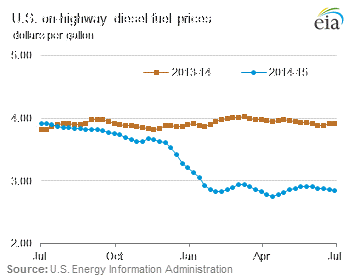 U.S. on-highway diesel fuel prices
dollars per gallon
eia
5.00
2013-14
2014-15
4.00
3.00
2.00
Jul
Oct
Jan
Apr
Jul
Source: U.S. Energy Information Administration